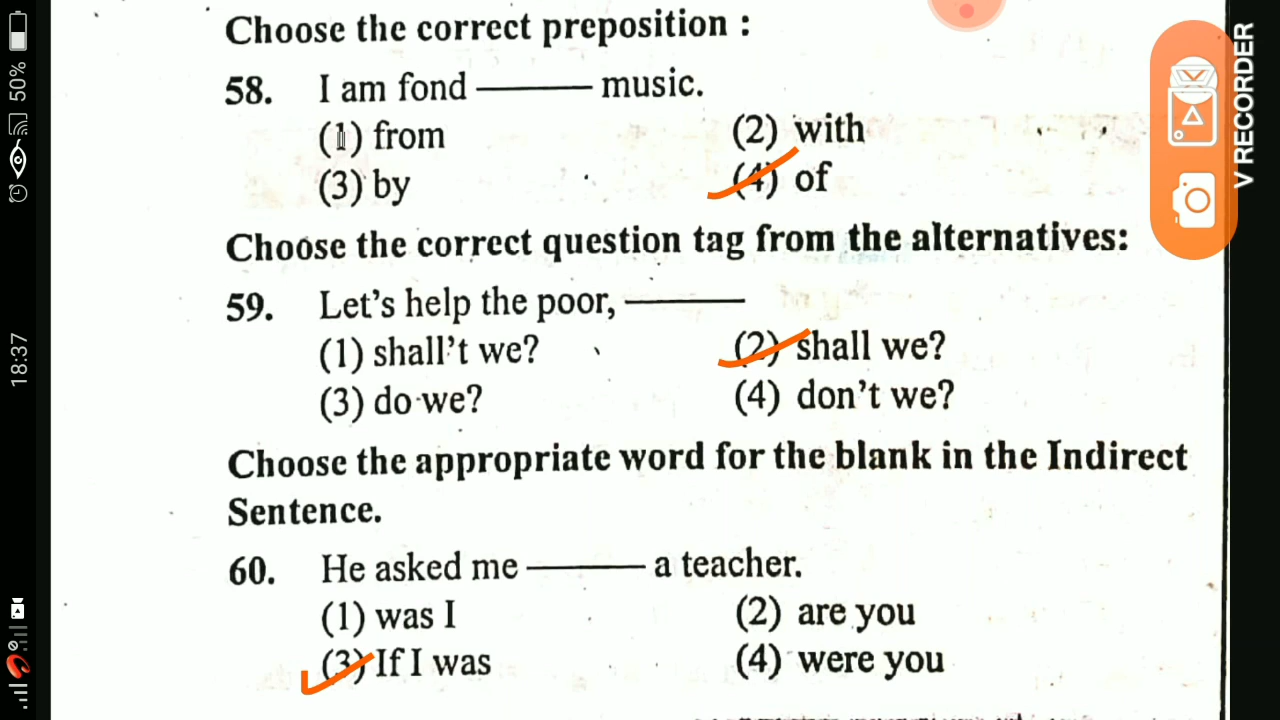 Choose the correct preposition :
58. I am fond ——— music.
(1) from (2) with
(3) by (4) of
Choose the correct question tag from the alternatives:
59. Let's help the poor, ———
(1) shall't we? (2) shall we?
(3) do we? (4) don't we?
Choose the appropriate word for the blank in the Indirect
Sentence.
60. He asked me ——— a teacher.
(1) was I (2) are you
(3) If I was (4) were you
50%
18:37
V RECORDER